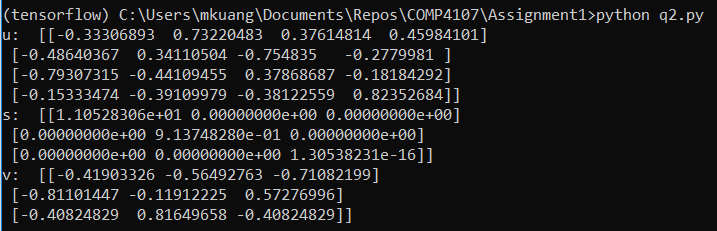 (tensorflow) C:\Users\mkuang\Documents\Repos\COMP4107\Assignment1>python q2.py
u:  [[-0.33306893  0.73220483  0.37614814  0.45984101]
 [-0.48640367  0.34110504 -0.754835   -0.2779981 ]
 [-0.79307315 -0.44109455  0.37868687 -0.18184292]
 [-0.15333474 -0.39109979 -0.38122559  0.82352684]]
s:  [[1.10528306e+01 0.00000000e+00 0.00000000e+00]
 [0.00000000e+00 9.13748280e-01 0.00000000e+00]
 [0.00000000e+00 0.00000000e+00 1.30538231e-16]]
v:  [[-0.41903326 -0.56492763 -0.71082199]
 [-0.81101447 -0.11912225  0.57276996]
 [-0.40824829  0.81649658 -0.40824829]]